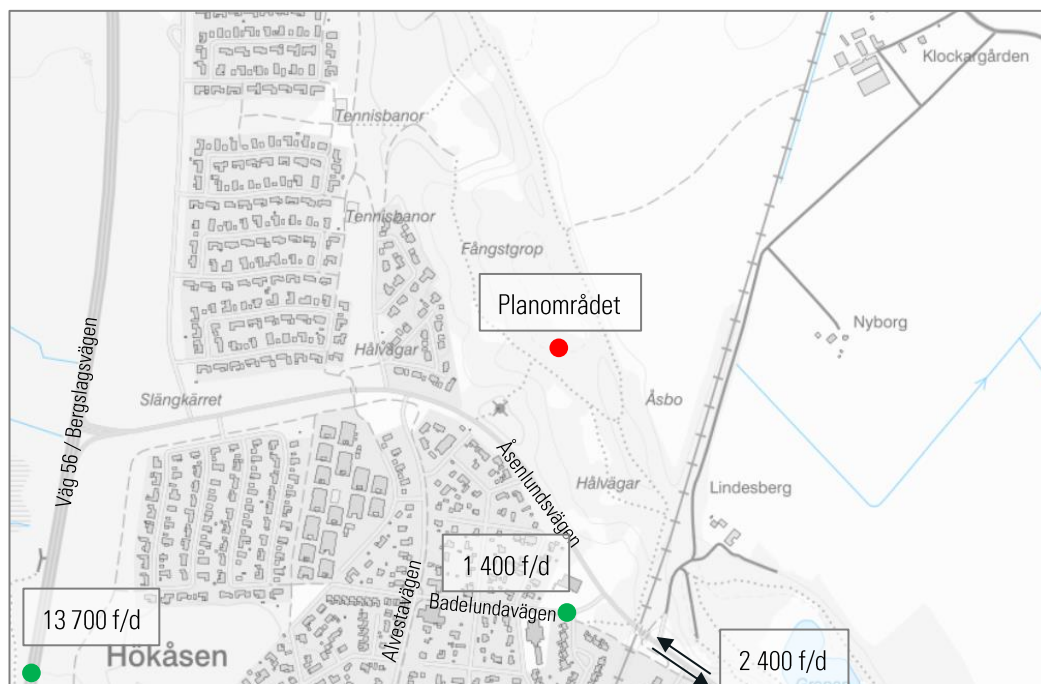 Klockargården
Tennisbanor
Tennisbanor
Fångstgrop
Planområdet
Nyborg
Hålvägar
Slängkärret
Åsbo
Väg 56 / Bergslagsvägen
Åsenlundsvägen
Hålvägar
Lindesberg
1 400 f/d
Alvestavägen
Badelundavägen
13 700 f/d
Hökåsen
2 400 f/d